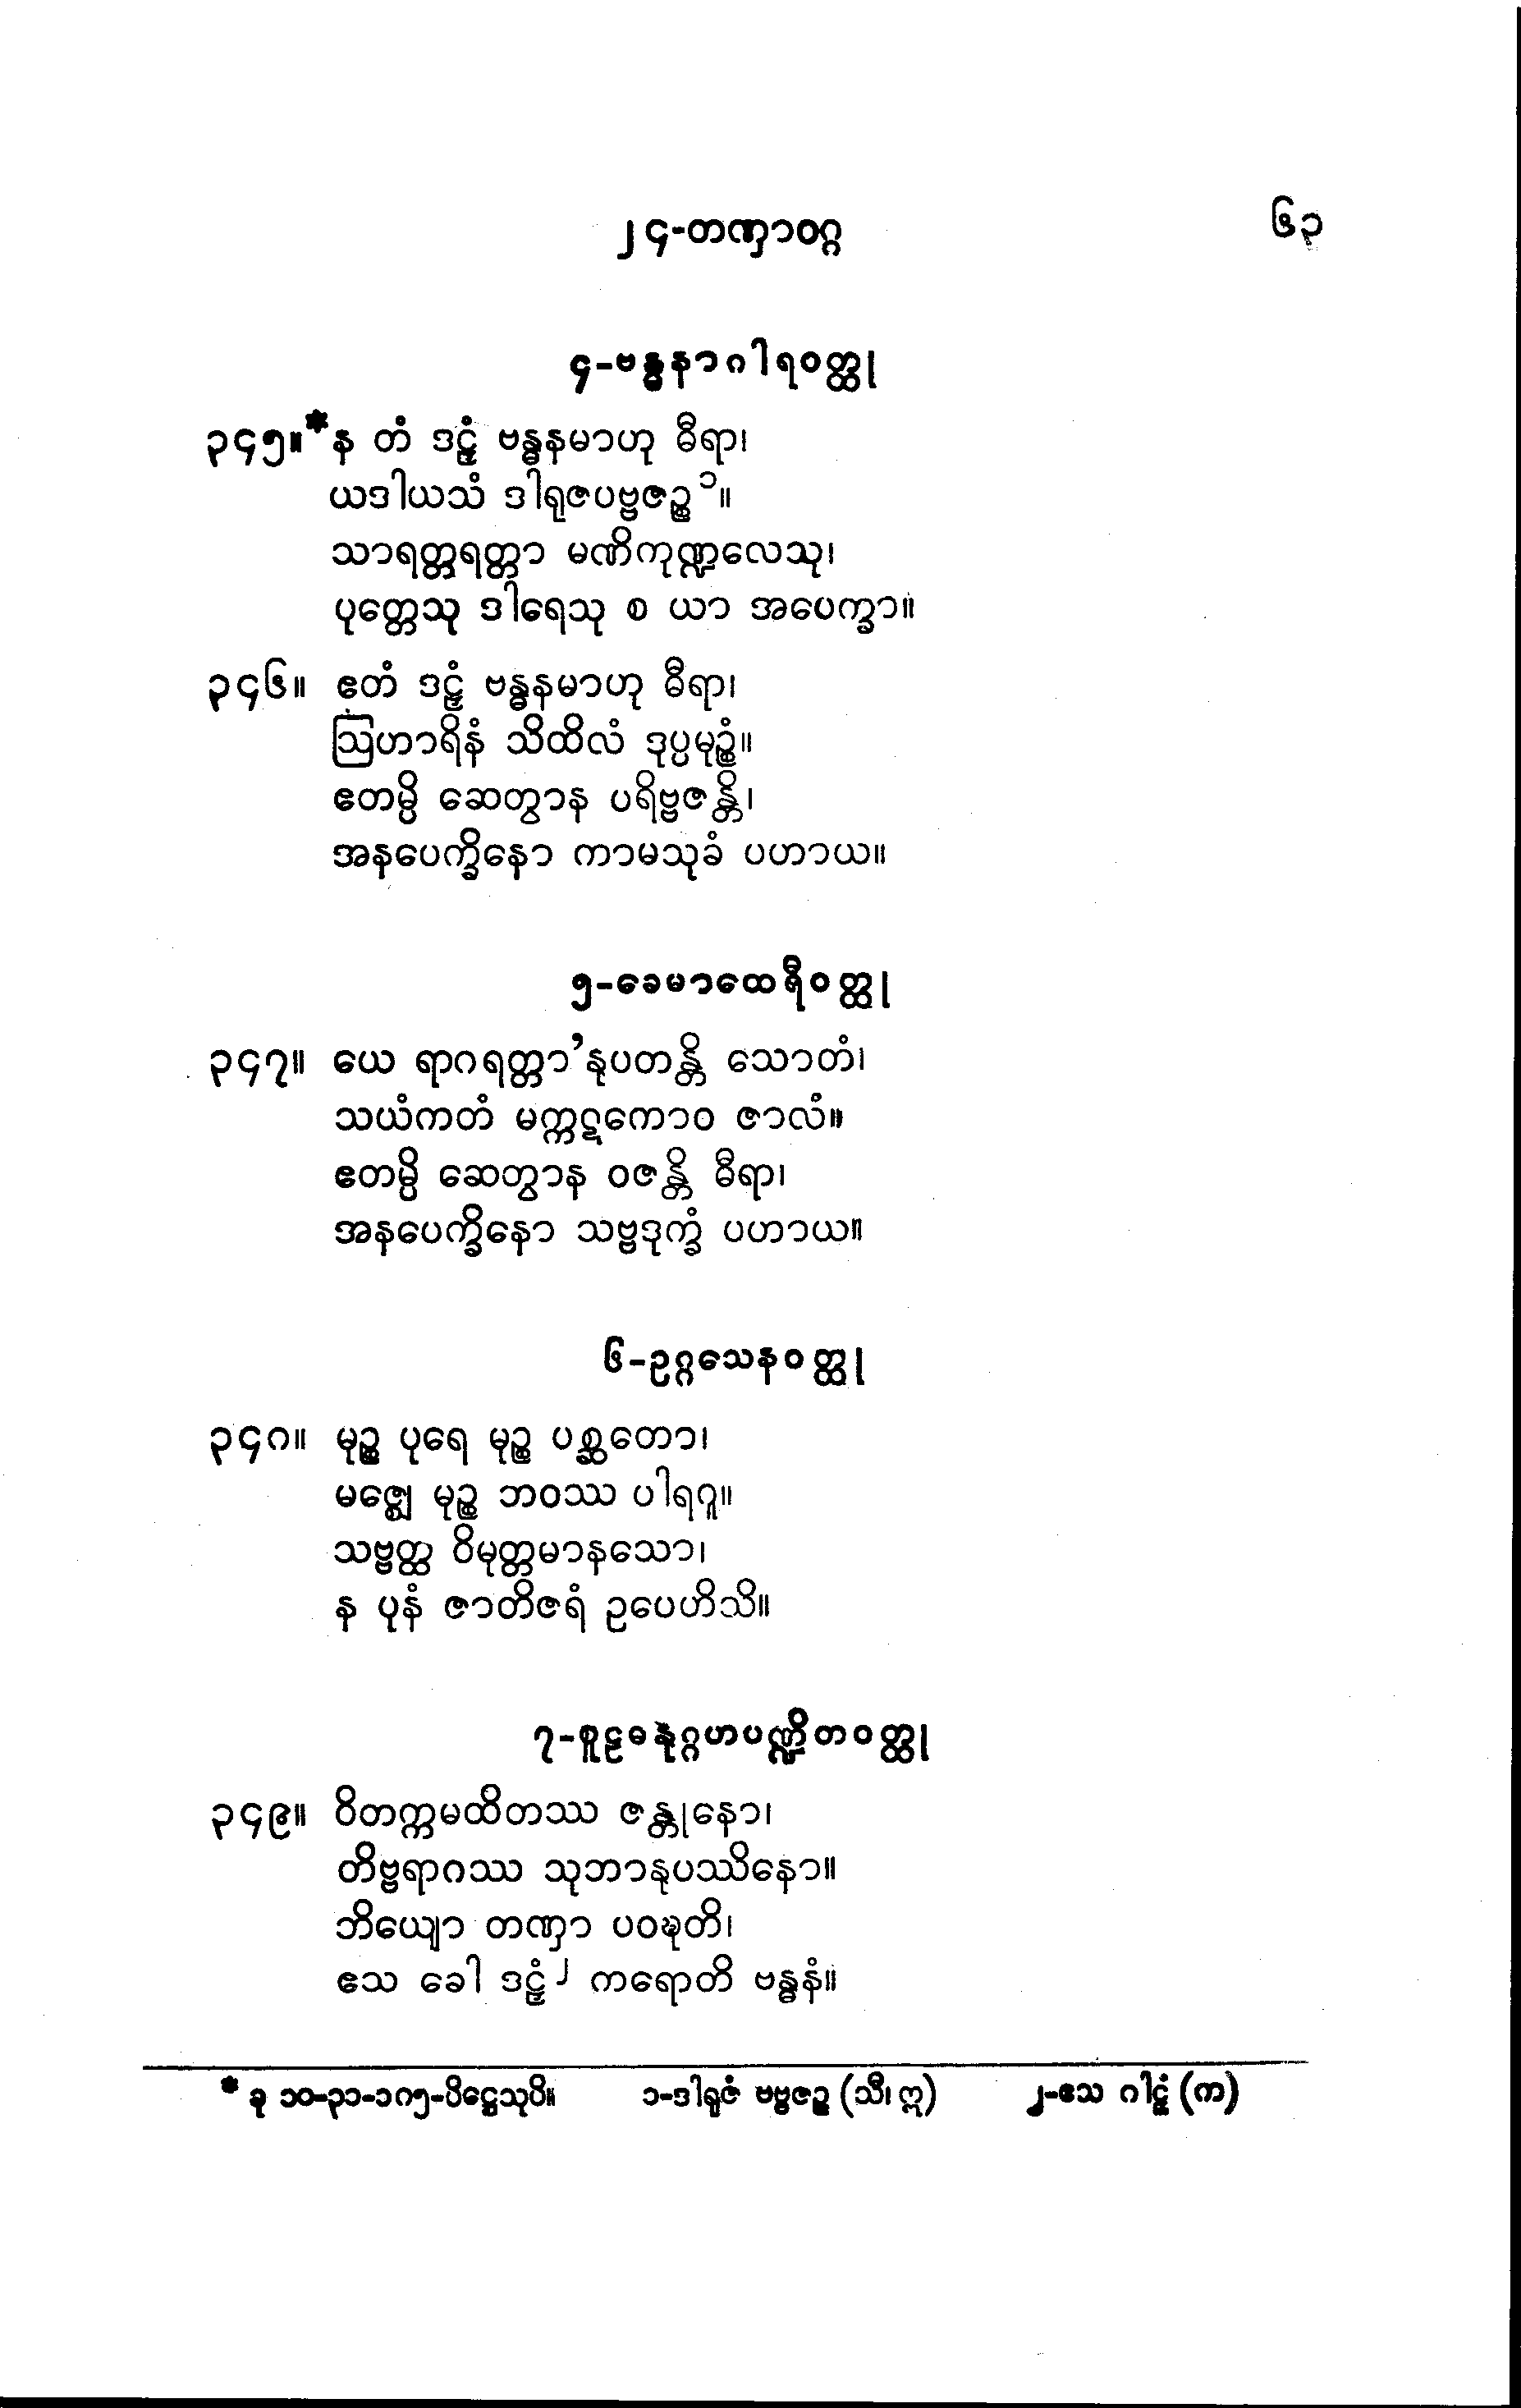 ၂၄-တဏှာဝဂ္ဂ ၆၃
၄-ဗန္ဓနာဂါရဝတ္ထု
၃၄၅။*န တံ ဒဠှံ ဗန္ဓနမာဟု ဓီရာ၊
ယဒါယသံ ဒါရုဇပဗ္ဗဇဉ္စ ၁။
သာရတ္တရတ္တာ မဏိကုဏ္ဍလေသု၊
ပုတ္တေသု ဒါရေသု စ ယာ အပေက္ခာ။
၃၄၆။ ဧတံ ဒဠှံ ဗန္ဓနမာဟု ဓီရာ၊
ဩဟာရိနံ သိထိလံ ဒုပ္ပမုဉ္စံ။
ဧတမ္ပိ ဆေတွာန ပရိဗ္ဗဇန္တိ၊
အနပေက္ခိနော ကာမသုခံ ပဟာယ။
၅-ခေမာထေရီဝတ္ထု
၃၄၇။ ယေ ရာဂရတ္တာ’နုပတန္တိ သောတံ၊
သယံကတံ မက္ကဋကောဝ ဇာလံ။
ဧတမ္ပိ ဆေတွာန ဝဇန္တိ ဓီရာ၊
အနပေက္ခိနော သဗ္ဗဒုက္ခံ ပဟာယ။
၆-ဥဂ္ဂသေနဝတ္ထု
၃၄၈။ မုဉ္စ ပုရေ မုဉ္စ ပစ္ဆတော၊
မဇ္ဈေ မုဉ္စ ဘဝဿ ပါရဂူ။
သဗ္ဗတ္ထ ဝိမုတ္တမာနသော၊
န ပုနံ ဇာတိဇရံ ဥပေဟိသိ။
၇-စူဠဓနုဂ္ဂဟပဏ္ဍိတဝတ္ထု
၃၄၉။ ဝိတက္ကမထိတဿ ဇန္တုနော၊
တိဗ္ဗရာဂဿ သုဘာနုပဿိနော။
ဘိယျော တဏှာ ပဝဍ္ဎတိ၊
ဧသ ခေါ ဒဠှံ ၂ ကရောတိ ဗန္ဓနံ။
* ခု ၁၀-၃၁-၁၈၅-ပိဋ္ဌေသုပိ။ ၁-ဒါရုဇံ ဗဗ္ဗဇဉ္စ (သီ၊ ဣ) ၂-ဧသ ဂါဠှံ (က)